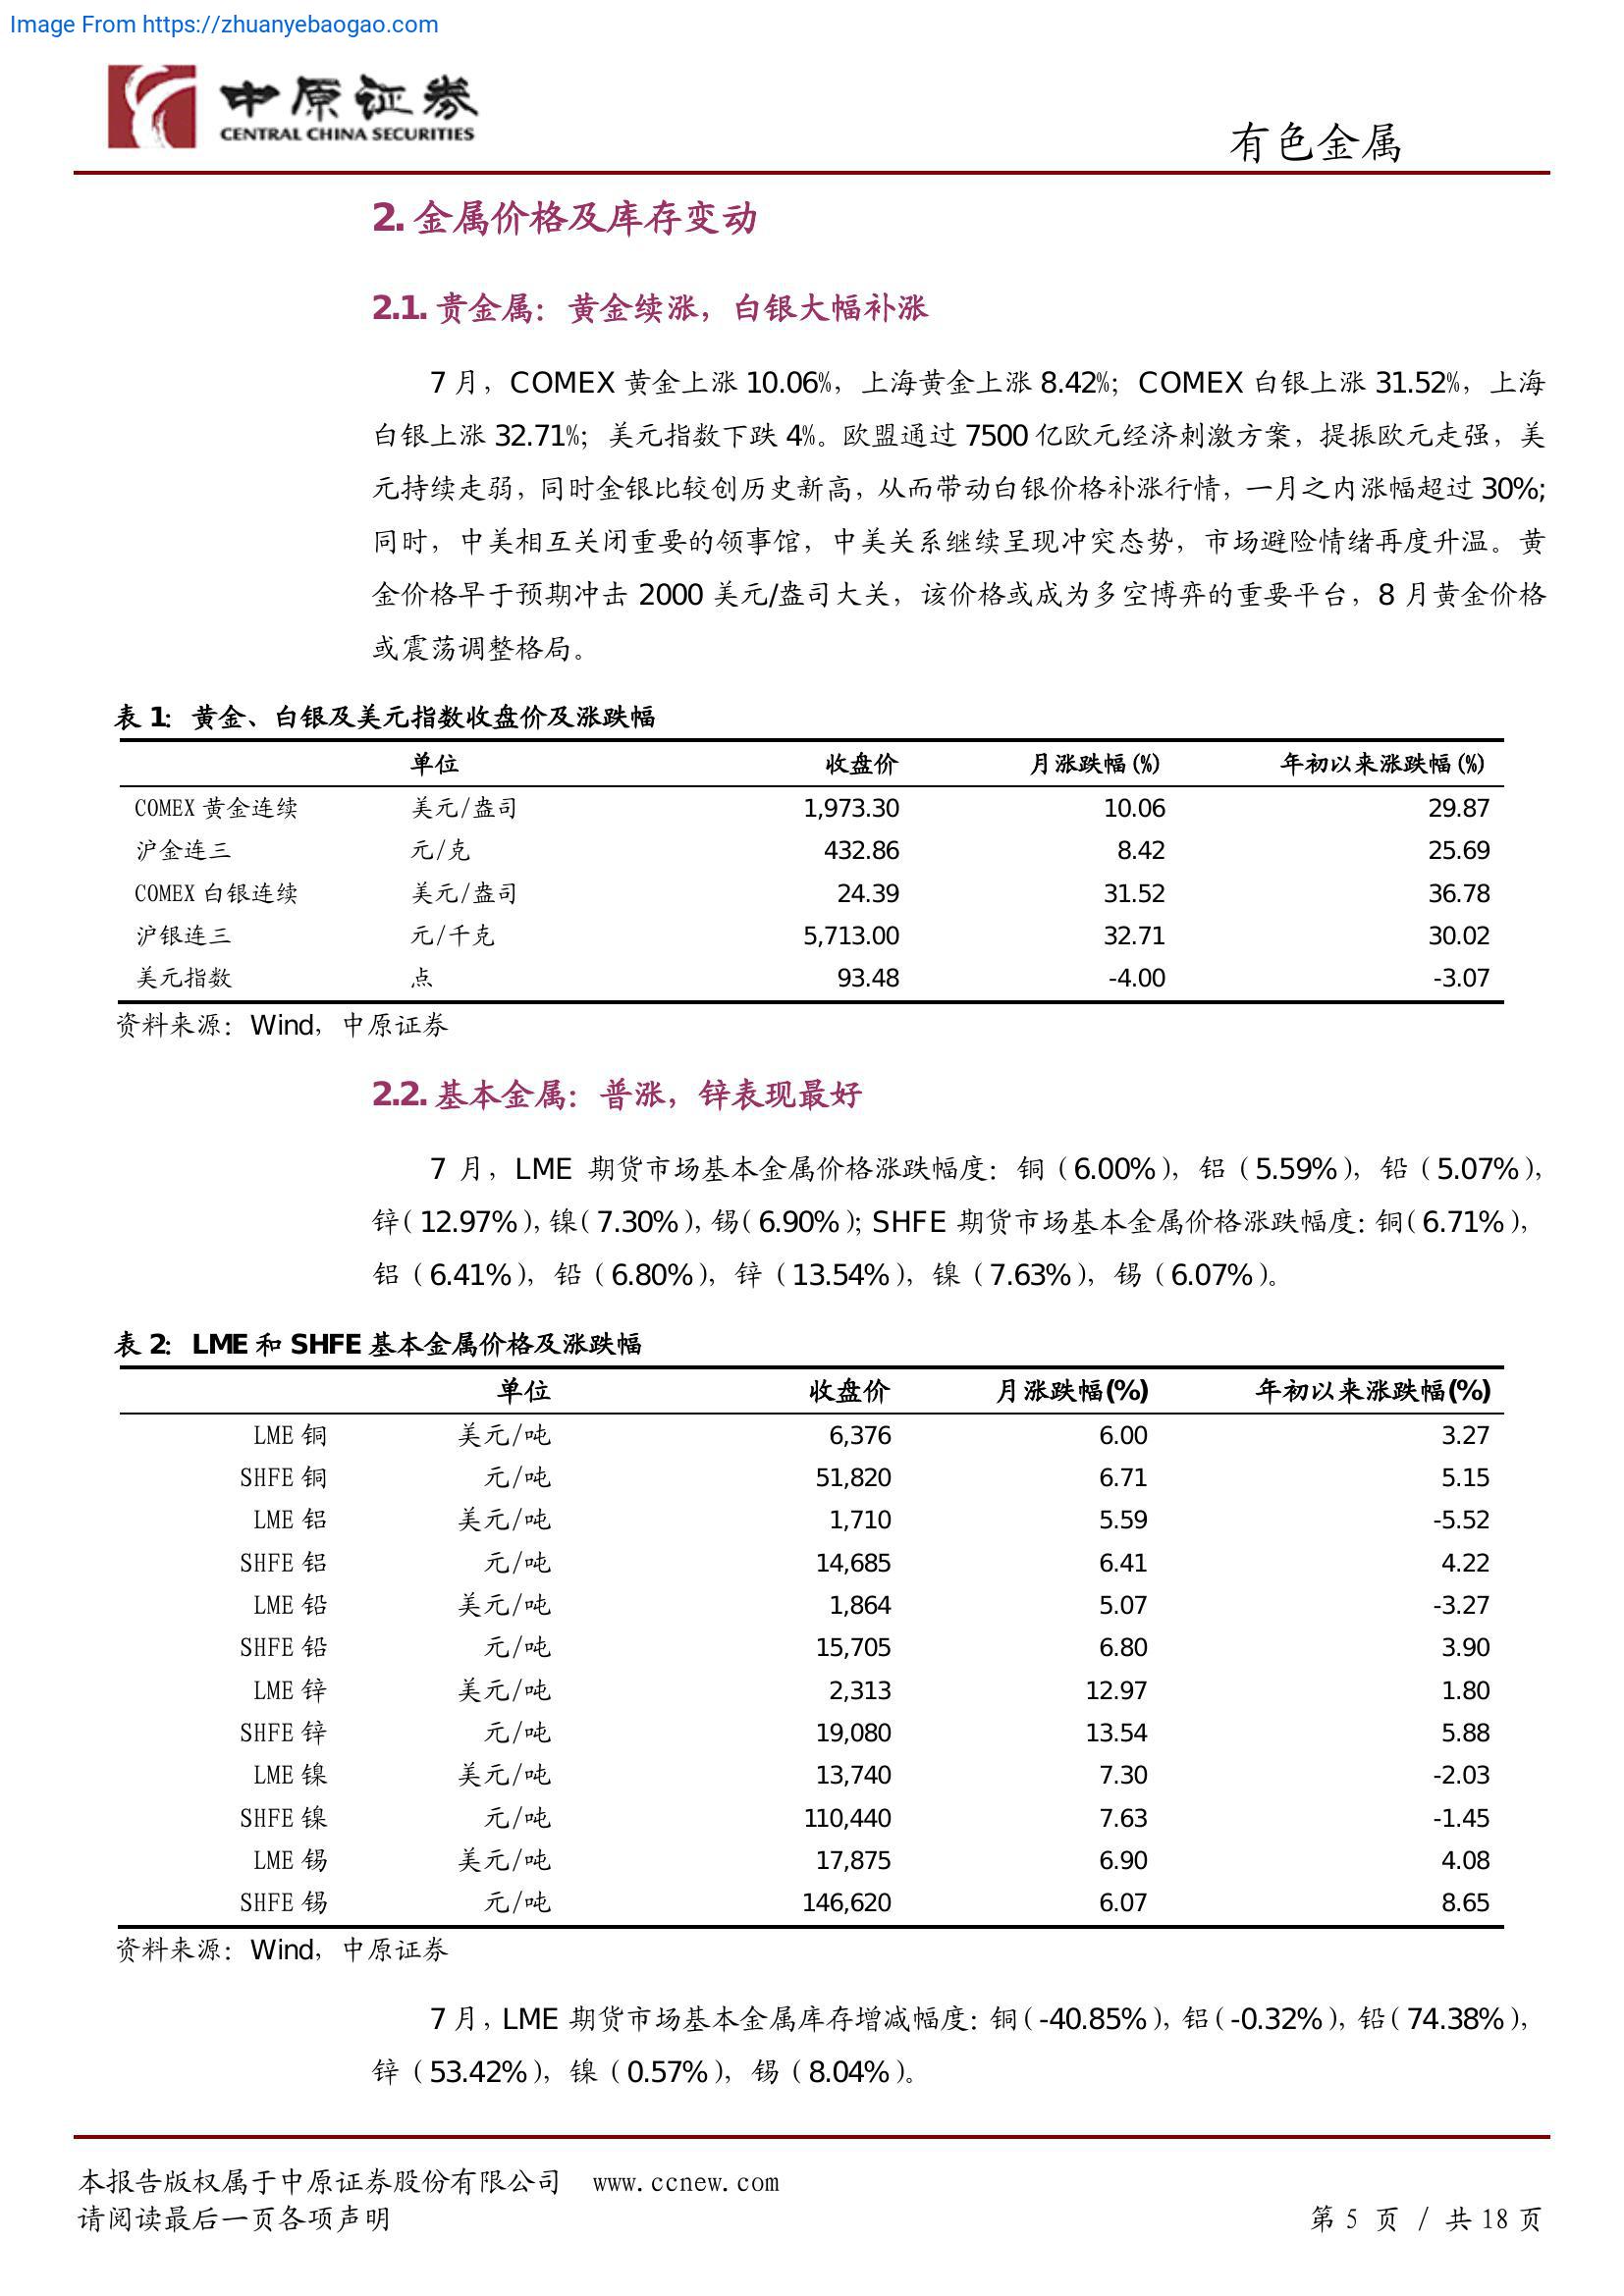 Image From https://zhuanyebaogao.com
中原证券
CENTRAL CHINA SECURITIES
有色金属
2. 金属价格及库存变动
2.1. 贵金属：黄金续涨，白银大幅补涨
7 月，COMEX 黄金上涨 10.06%，上海黄金上涨 8.42%；COMEX 白银上涨 31.52%，上海
白银上涨 32.71%；美元指数下跌 4%。欧盟通过 7500 亿欧元经济刺激方案，提振欧元走强，美
元持续走弱，同时金银比较创历史新高，从而带动白银价格补涨行情，一月之内涨幅超过 30%;
同时，中美相互关闭重要的领事馆，中美关系继续呈现冲突态势，市场避险情绪再度升温。黄
金价格早于预期冲击 2000 美元/盎司大关，该价格或成为多空博弈的重要平台，8 月黄金价格
或震荡调整格局。
表 1：黄金、白银及美元指数收盘价及涨跌幅
单位 收盘价 月涨跌幅(%) 年初以来涨跌幅(%)
COMEX 黄金连续 美元/盎司 1,973.30 10.06 29.87
沪金连三 元/克 432.86 8.42 25.69
COMEX 白银连续 美元/盎司 24.39 31.52 36.78
沪银连三 元/千克 5,713.00 32.71 30.02
美元指数 点 93.48 -4.00 -3.07
资料来源：Wind，中原证券
2.2. 基本金属：普涨，锌表现最好
7 月，LME 期货市场基本金属价格涨跌幅度：铜（6.00%），铝（5.59%），铅（5.07%），
锌（12.97%），镍（7.30%），锡（6.90%）；SHFE 期货市场基本金属价格涨跌幅度：铜（6.71%），
铝（6.41%），铅（6.80%），锌（13.54%），镍（7.63%），锡（6.07%）。
表 2：LME 和 SHFE 基本金属价格及涨跌幅
单位 收盘价 月涨跌幅(%) 年初以来涨跌幅(%)
LME 铜 美元/吨 6,376 6.00 3.27
SHFE 铜 元/吨 51,820 6.71 5.15
LME 铝 美元/吨 1,710 5.59 -5.52
SHFE 铝 元/吨 14,685 6.41 4.22
LME 铅 美元/吨 1,864 5.07 -3.27
SHFE 铅 元/吨 15,705 6.80 3.90
LME 锌 美元/吨 2,313 12.97 1.80
SHFE 锌 元/吨 19,080 13.54 5.88
LME 镍 美元/吨 13,740 7.30 -2.03
SHFE 镍 元/吨 110,440 7.63 -1.45
LME 锡 美元/吨 17,875 6.90 4.08
SHFE 锡 元/吨 146,620 6.07 8.65
资料来源：Wind，中原证券
7 月，LME 期货市场基本金属库存增减幅度：铜（-40.85%），铝（-0.32%），铅（74.38%），
锌（53.42%），镍（0.57%），锡（8.04%）。
本报告版权属于中原证券股份有限公司 www.ccnew.com
请阅读最后一页各项声明 第 5 页 / 共 18 页